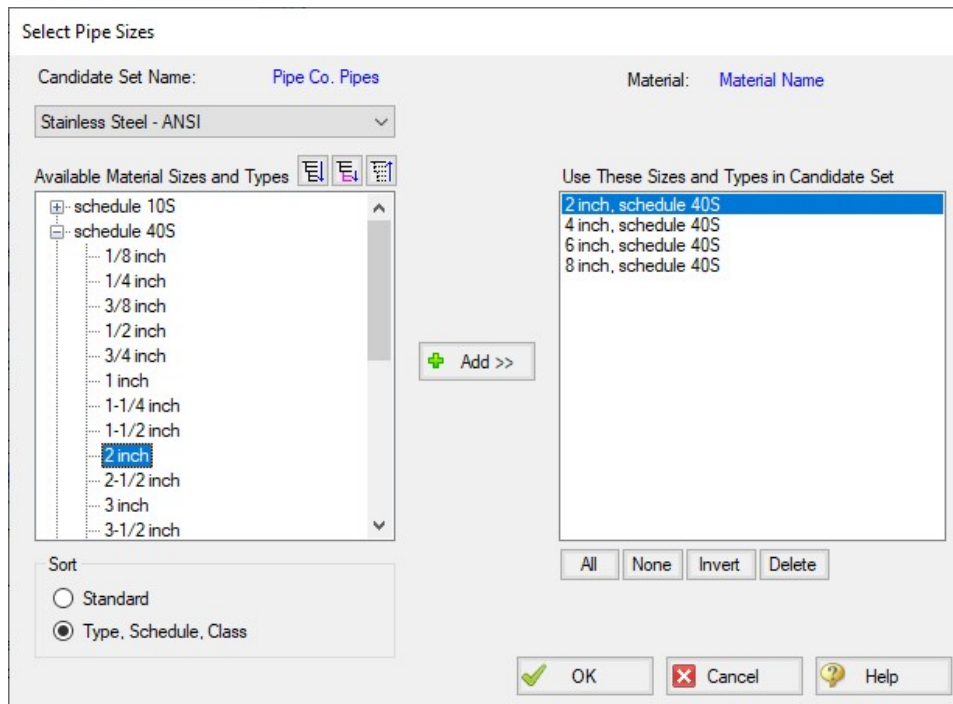 Select Pipe Sizes
Candidate Set Name: Pipe Co. Pipes
Material: Material Name
Stainless Steel - ANSI
Available Material Sizes and Types
schedule 10S
schedule 40S
1/8 inch
1/4 inch
3/8 inch
1/2 inch
3/4 inch
1 inch
1-1/4 inch
1-1/2 inch
2 inch
2-1/2 inch
3 inch
3-1/2 inch
Sort
Standard
Type, Schedule, Class
Add >>
Use These Sizes and Types in Candidate Set
2 inch, schedule 40S
4 inch, schedule 40S
6 inch, schedule 40S
8 inch, schedule 40S
All None Invert Delete
OK Cancel Help